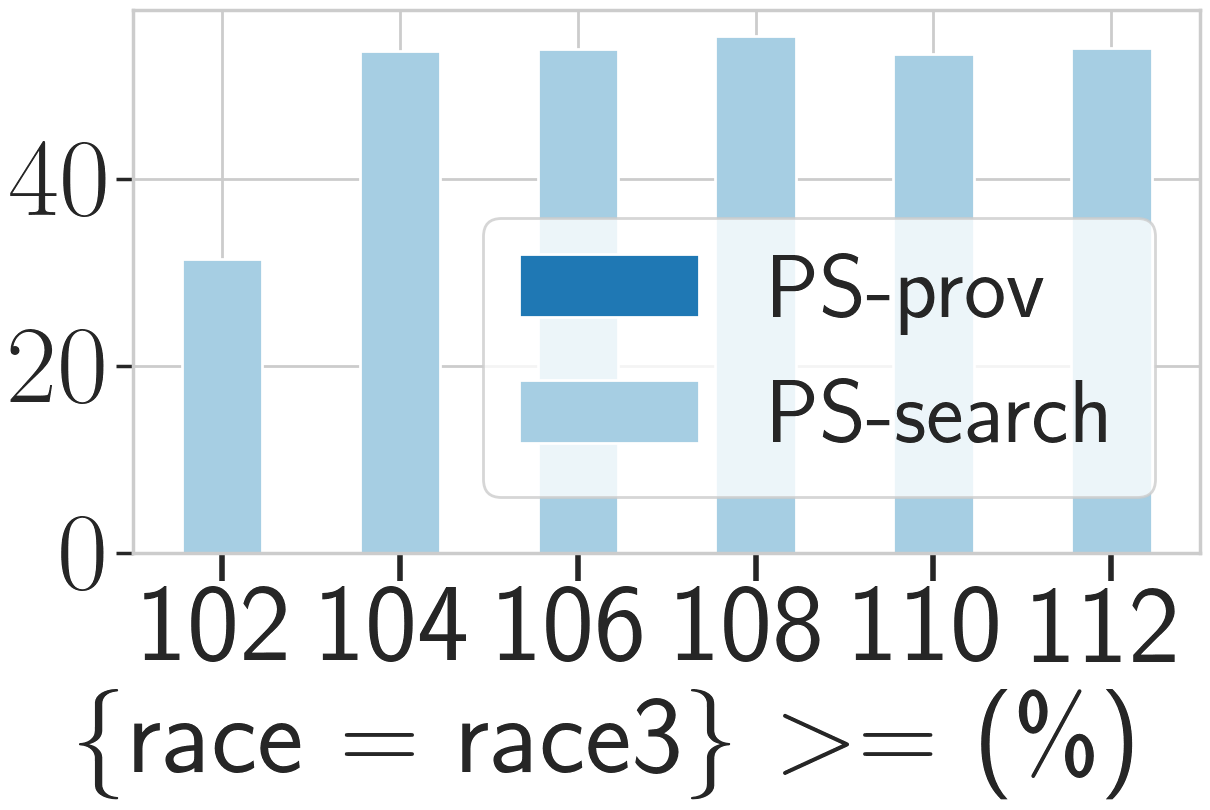 40
20
0
PS-prov
PS-search
102 104 106 108 110 112
{race = race3} >= (%)